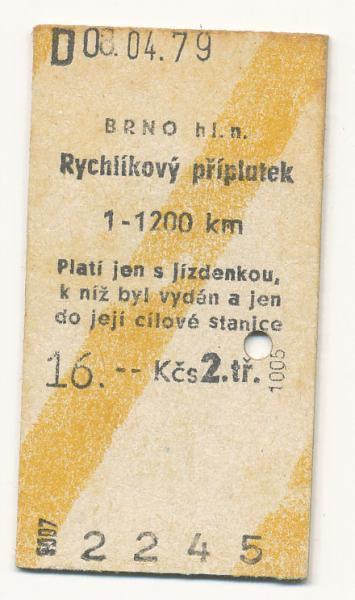 D 03.04.79
BRNO hl.n.
Rychlíkový příplatek
1-1200 km
Platí jen s jízdenkou,
k níž byl vydán a jen
do její cílové stanice
16.-- Kčs 2.tř.
1005
2245